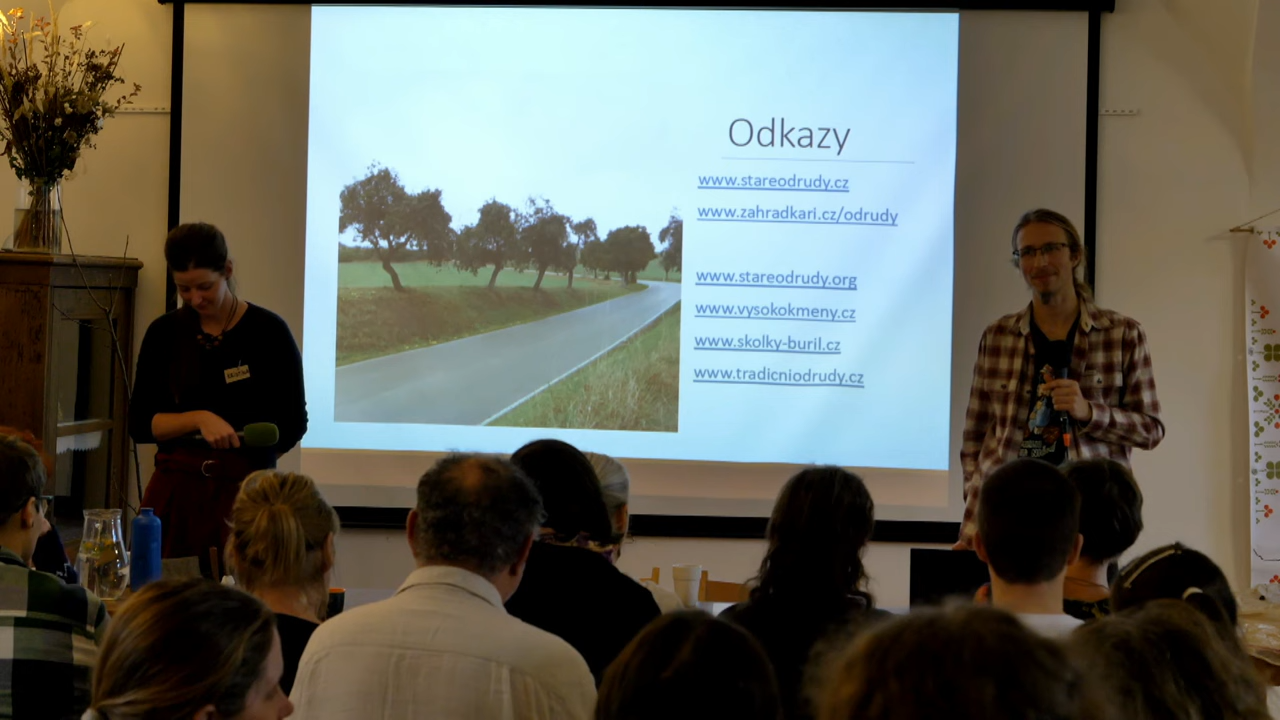 Odkazy
www.stareodrudy.cz
www.zahradkari.cz/odrudy
www.stareodrudy.org
www.vysokokmeny.cz
www.skolky-buril.cz
www.tradicniodrudy.cz